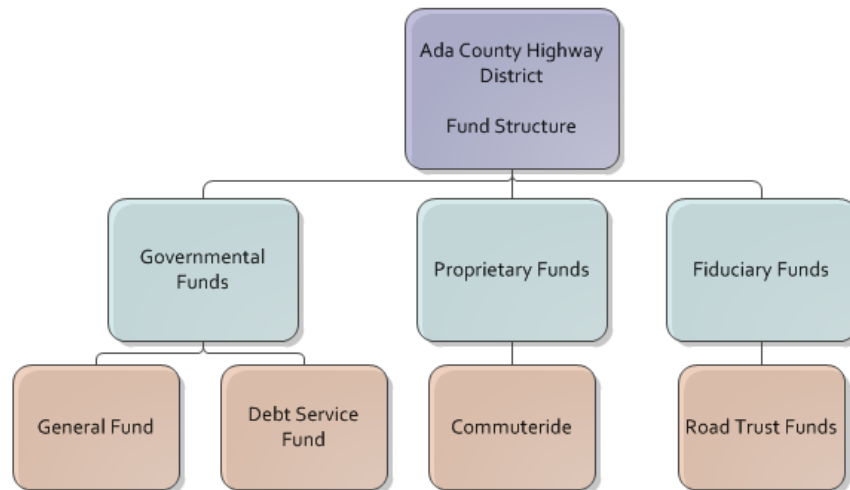 Ada County Highway
District
Fund Structure
Governmental
Funds
Proprietary Funds
Fiduciary Funds
General Fund
Debt Service
Fund
Commuteride
Road Trust Funds